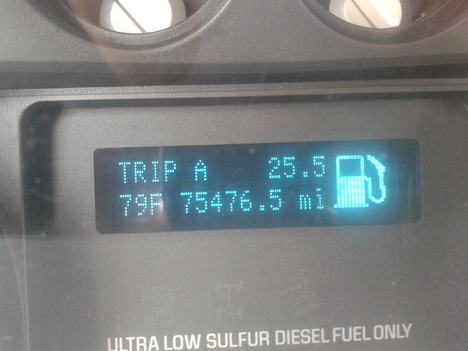 TRIP A 25.5
79F 75476.5 mi
ULTRA LOW SULFUR DIESEL FUEL ONLY